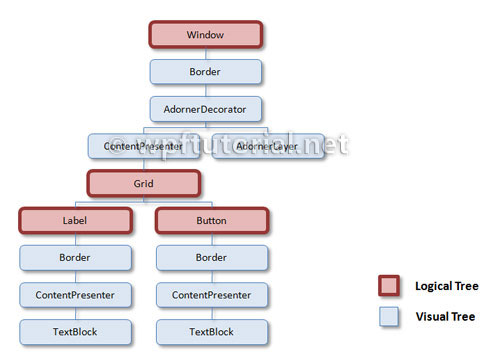 Window
Border
AdornerDecorator
ContentPresenter AdornerLayer
© wpftutorial.net
Grid
Label Button
Border Border
ContentPresenter ContentPresenter
TextBlock TextBlock
Logical Tree
Visual Tree